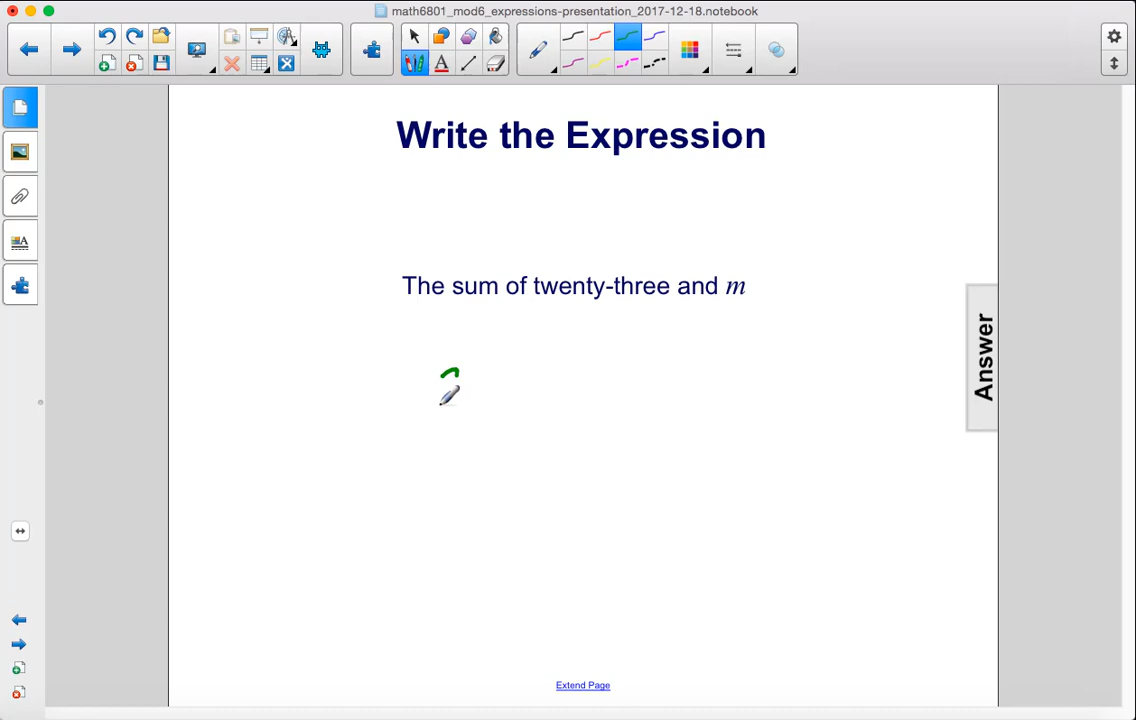 math6801_mod6_expressions-presentation_2017-12-18.notebook
Write the Expression
The sum of twenty-three and m
Answer
Extend Page